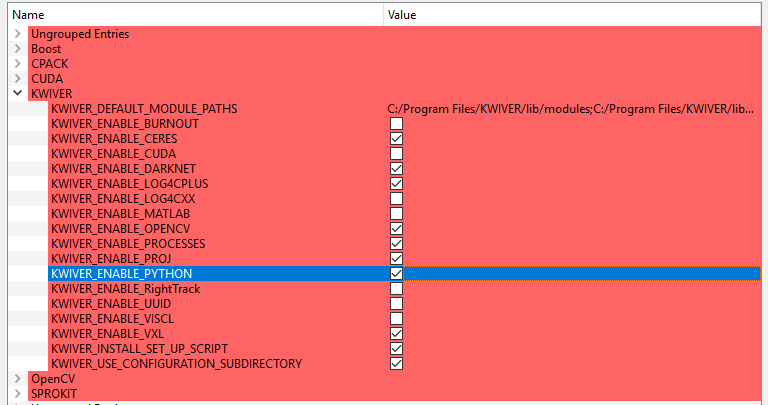 Name Value
Ungrouped Entries
Boost
CPACK
CUDA
KWIVER
KWIVER_DEFAULT_MODULE_PATHS C:/Program Files/KWIVER/lib/modules;C:/Program Files/KWIVER/lib...
KWIVER_ENABLE_BURNOUT
KWIVER_ENABLE_CERES
KWIVER_ENABLE_CUDA
KWIVER_ENABLE_DARKNET
KWIVER_ENABLE_LOG4CPLUS
KWIVER_ENABLE_LOG4CXX
KWIVER_ENABLE_MATLAB
KWIVER_ENABLE_OPENCV
KWIVER_ENABLE_PROCESSES
KWIVER_ENABLE_PROJ
KWIVER_ENABLE_PYTHON
KWIVER_ENABLE_RightTrack
KWIVER_ENABLE_UUID
KWIVER_ENABLE_VISCL
KWIVER_ENABLE_VXL
KWIVER_INSTALL_SET_UP_SCRIPT
KWIVER_USE_CONFIGURATION_SUBDIRECTORY
OpenCV
SPROKIT